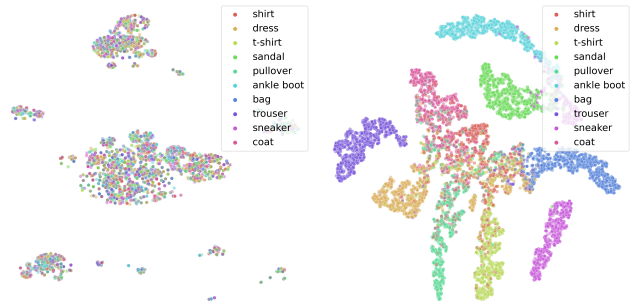 shirt
dress
t-shirt
sandal
pullover
ankle boot
bag
trouser
sneaker
coat
shirt
dress
t-shirt
sandal
pullover
ankle boot
bag
trouser
sneaker
coat